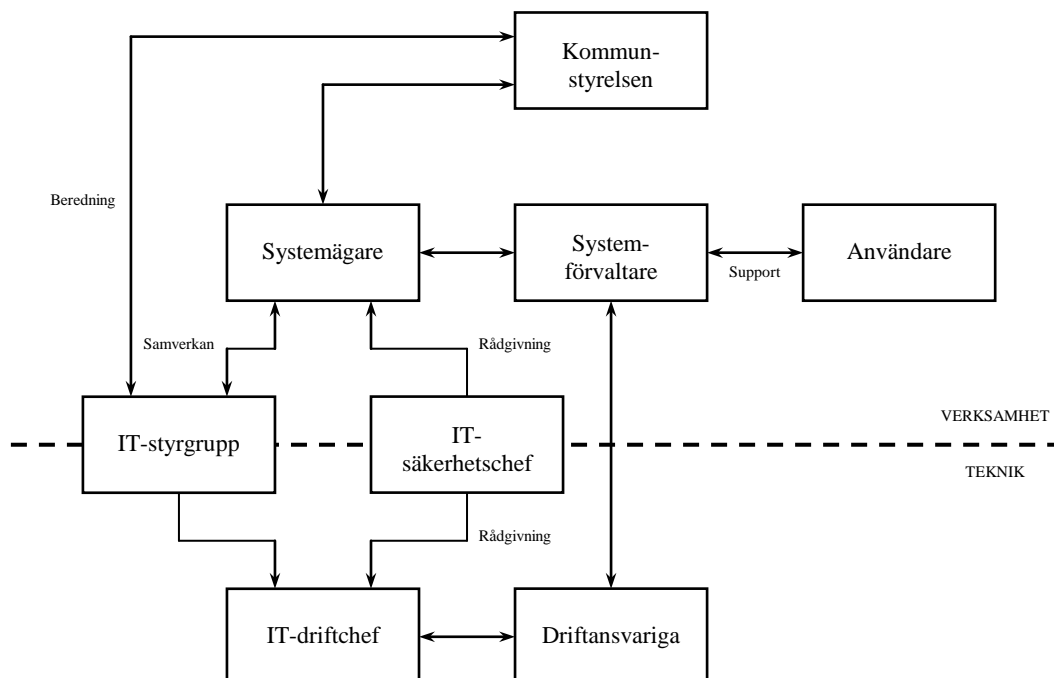 Kommun-
styrelsen
Beredning
Systemägare
System-
förvaltare
Användare
Support
Samverkan
Rådgivning
IT-styrgrupp
IT-
säkerhetschef
VERKSAMHET
TEKNIK
Rådgivning
IT-driftchef
Driftansvariga